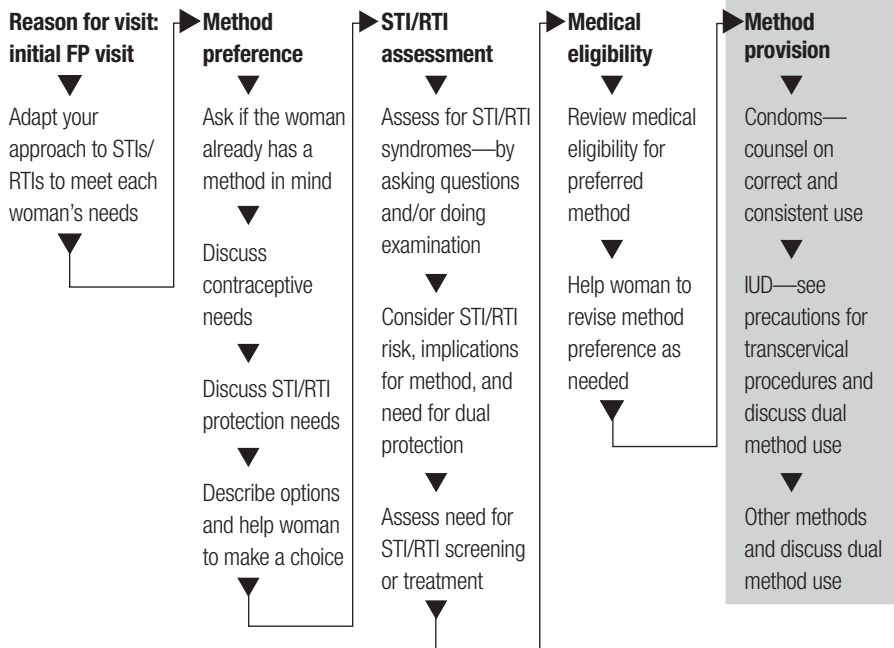 Reason for visit:
initial FP visit
Adapt your
approach to STIs/
RTIs to meet each
woman’s needs
Method
preference
Ask if the woman
already has a
method in mind
Discuss
contraceptive
needs
Discuss STI/RTI
protection needs
Describe options
and help woman
to make a choice
STI/RTI
assessment
Assess for STI/RTI
syndromes—by
asking questions
and/or doing
examination
Consider STI/RTI
risk, implications
for method, and
need for dual
protection
Assess need for
STI/RTI screening
or treatment
Medical
eligibility
Review medical
eligibility for
preferred
method
Help woman to
revise method
preference as
needed
Method
provision
Condoms—
counsel on
correct and
consistent use
IUD—see
precautions for
transcervical
procedures and
discuss dual
method use
Other methods
and discuss dual
method use